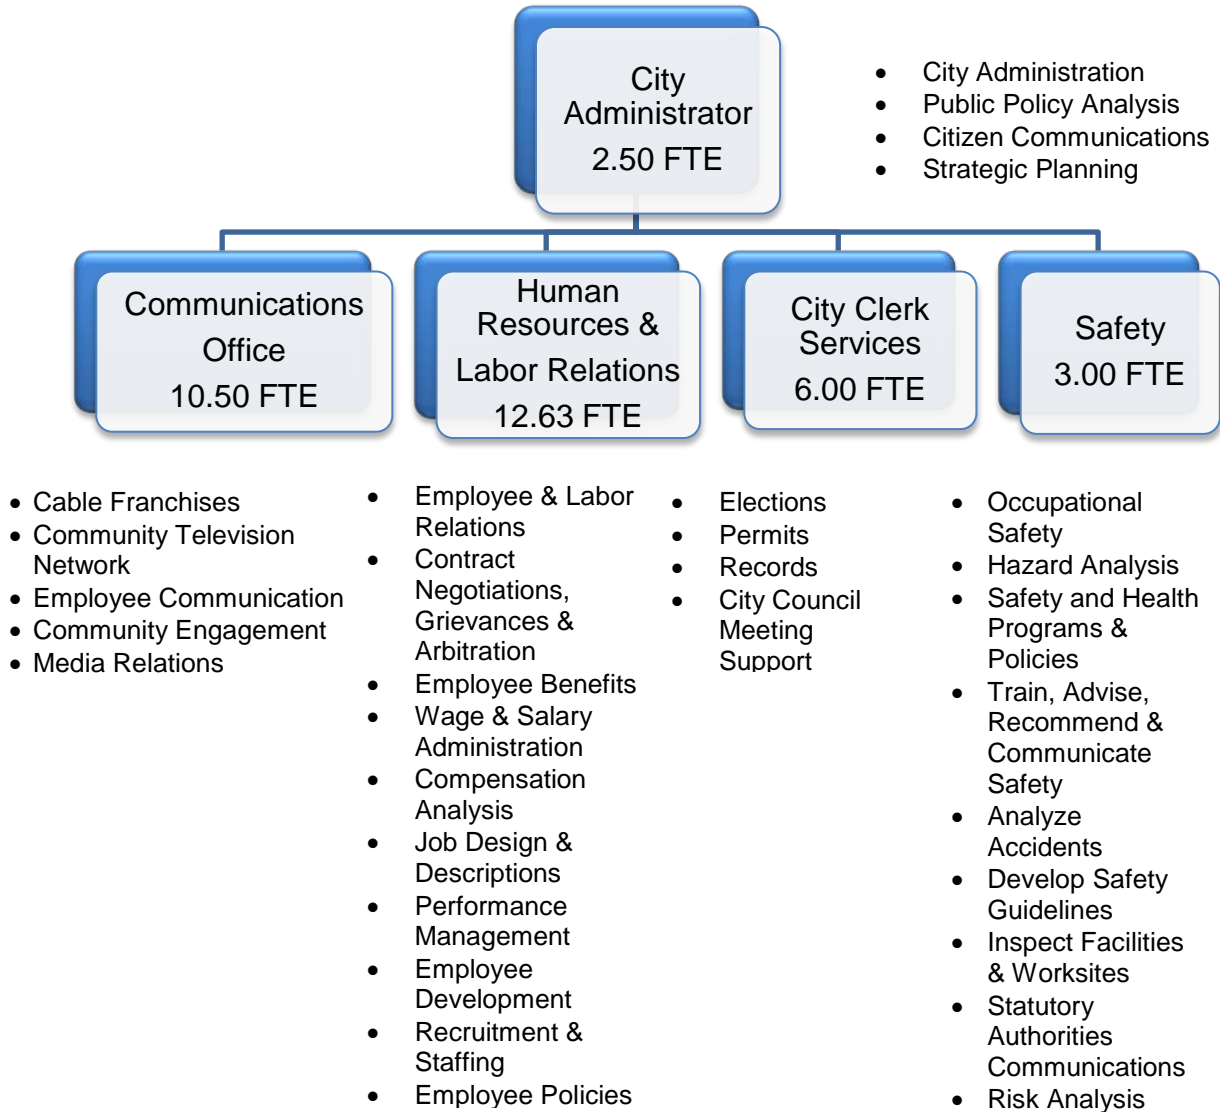 City
Administrator
2.50 FTE
• City Administration
• Public Policy Analysis
• Citizen Communications
• Strategic Planning
Communications
Office
10.50 FTE
Human
Resources &
Labor Relations
12.63 FTE
City Clerk
Services
6.00 FTE
Safety
3.00 FTE
• Cable Franchises
• Community Television
Network
• Employee Communication
• Community Engagement
• Media Relations
• Employee & Labor
Relations
• Contract
Negotiations,
Grievances &
Arbitration
• Employee Benefits
• Wage & Salary
Administration
• Compensation
Analysis
• Job Design &
Descriptions
• Performance
Management
• Employee
Development
• Recruitment &
Staffing
• Employee Policies
• Elections
• Permits
• Records
• City Council
Meeting
Support
• Occupational
Safety
• Hazard Analysis
• Safety and Health
Programs &
Policies
• Train, Advise,
Recommend &
Communicate
Safety
• Analyze
Accidents
• Develop Safety
Guidelines
• Inspect Facilities
& Worksites
• Statutory
Authorities
Communications
• Risk Analysis